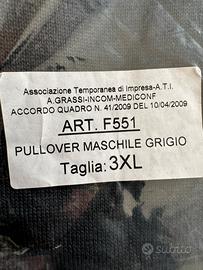 Associazione Temporanea di Impresa-A.T.I.
A.GRASSI-INCOM-MEDICONF
ACCORDO QUADRO N. 41/2009 DEL 10/04/2009
ART. F551
PULLOVER MASCHILE GRIGIO
Taglia: 3XL
subito